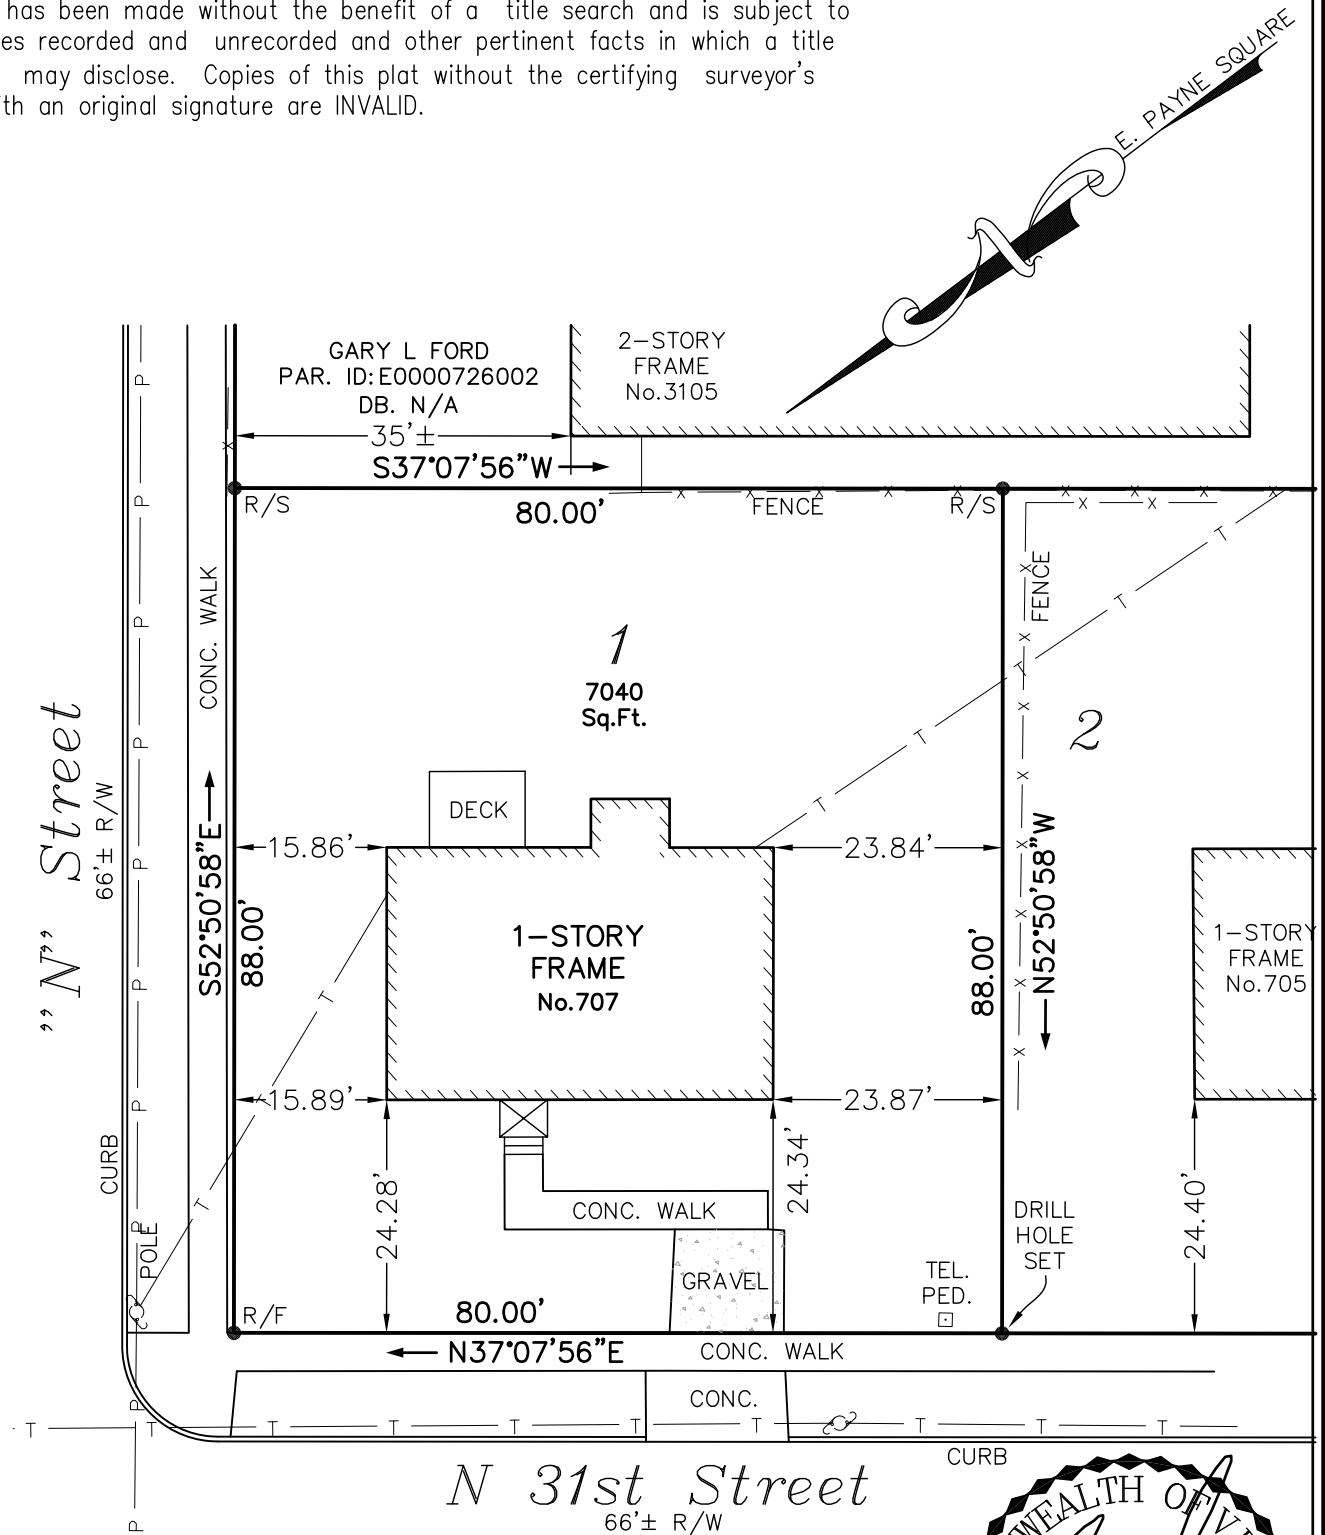 has been made without the benefit of a title search and is subject to
es recorded and unrecorded and other pertinent facts in which a title
may disclose. Copies of this plat without the certifying surveyor's
th an original signature are INVALID.
E. PAYNE SQUARE
N
GARY L FORD
PAR. ID:E0000726002
DB. N/A
35'±
S37°07'56"W
2-STORY
FRAME
No.3105
R/S
80.00'
FENCE
R/S
FENCE
CONC. WALK
1
7040
Sq.Ft.
2
"N" Street
66'± R/W
S52°50'58"E
88.00'
DECK
15.86'
23.84'
1-STORY
FRAME
No.707
88.00'
N52°50'58"W
1-STORY
FRAME
No.705
15.89'
23.87'
CURB
POLE
24.28'
24.34'
24.40'
CONC. WALK
GRAVEL
TEL.
PED.
DRILL
HOLE
SET
R/F
80.00'
N37°07'56"E
CONC. WALK
CONC.
CURB
N 31st Street
66'± R/W
WEALTH OF V